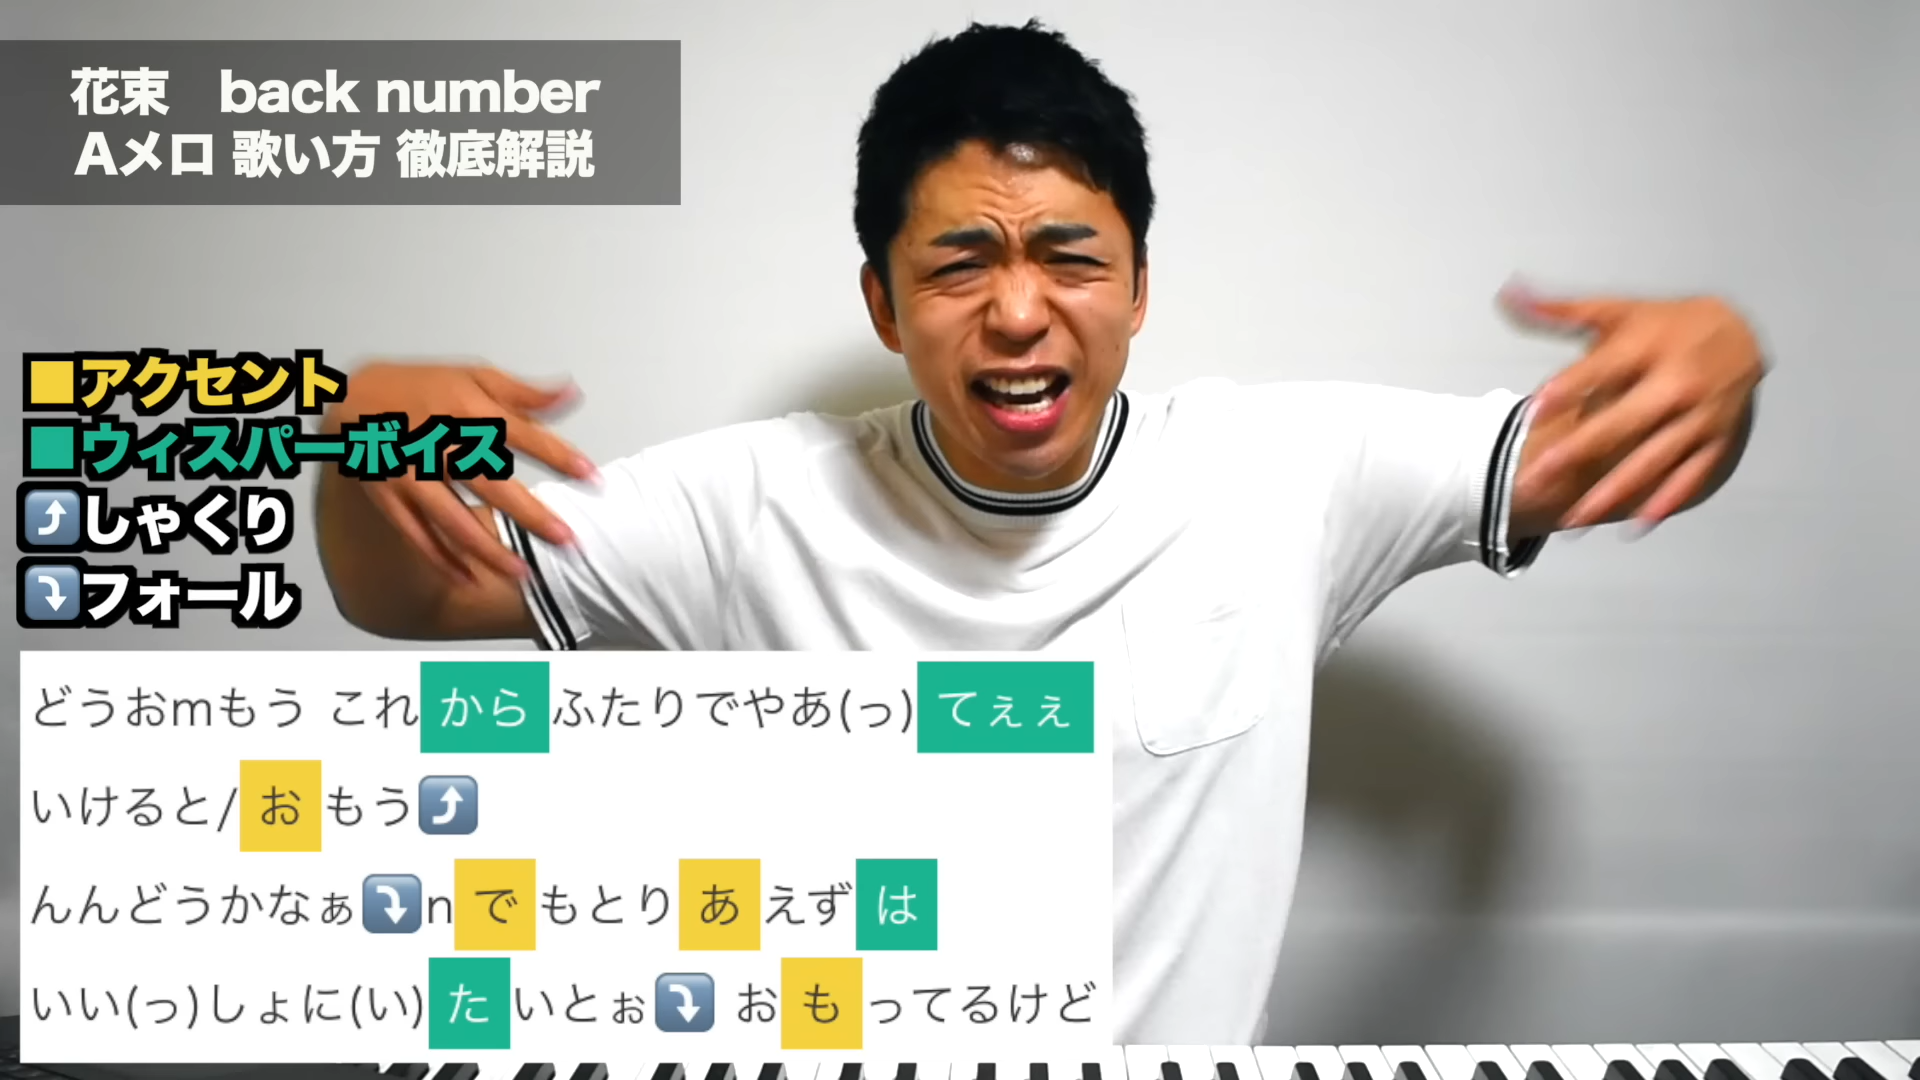 花束 back number
Aメロ 歌い方 徹底解説
■アクセント
■ウィスパーボイス
⤴しゃくり
⤵フォール
どうおmもう これからふたりでやあ(っ)てぇぇ
いけると/おもう⤴
んんどうかなぁ⤵nでもとりあえずは
いい(っ)しょに(い)たいとぉ⤵ おもってるけど